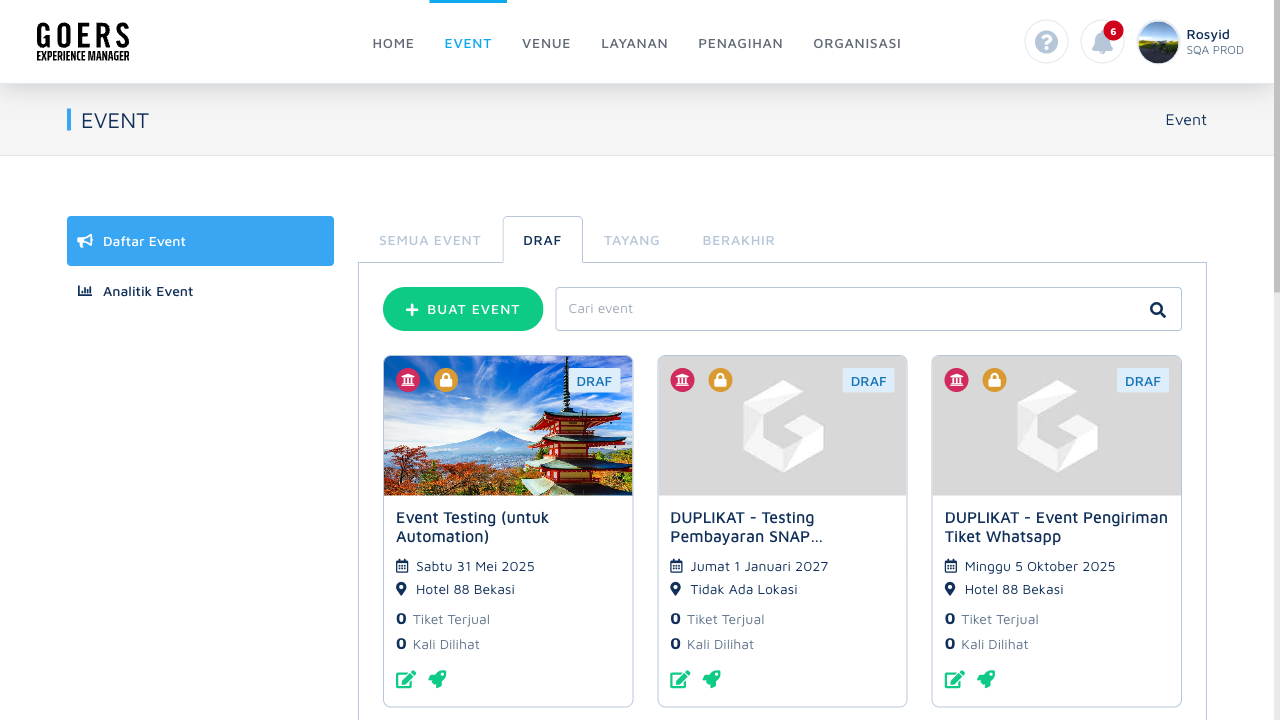 GOERS
EXPERIENCE MANAGER
HOME
EVENT
VENUE
LAYANAN
PENAGIHAN
ORGANISASI
?
6
Rosyid
SQA PROD
EVENT
Event
Daftar Event
Analitik Event
SEMUA EVENT
DRAF
TAYANG
BERAKHIR
+ BUAT EVENT
Cari event
DRAF
Event Testing (untuk
Automation)
Sabtu 31 Mei 2025
Hotel 88 Bekasi
0 Tiket Terjual
0 Kali Dilihat
DRAF
DUPLIKAT - Testing
Pembayaran SNAP...
Jumat 1 Januari 2027
Tidak Ada Lokasi
0 Tiket Terjual
0 Kali Dilihat
DRAF
DUPLIKAT - Event Pengiriman
Tiket Whatsapp
Minggu 5 Oktober 2025
Hotel 88 Bekasi
0 Tiket Terjual
0 Kali Dilihat